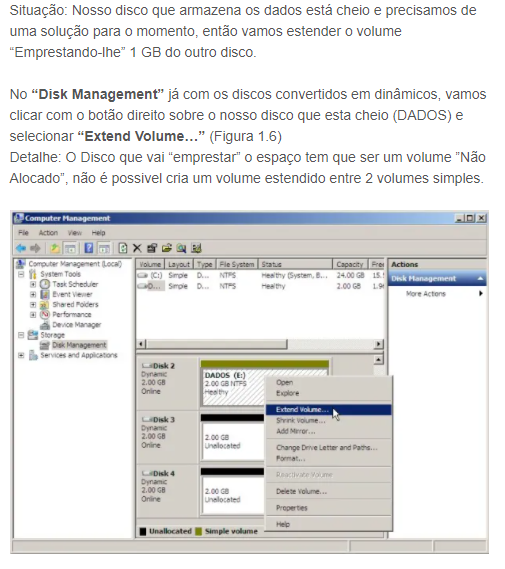 Situação: Nosso disco que armazena os dados está cheio e precisamos de
uma solução para o momento, então vamos estender o volume
“Emprestando-lhe” 1 GB do outro disco.
No “Disk Management” já com os discos convertidos em dinâmicos, vamos
clicar com o botão direito sobre o nosso disco que esta cheio (DADOS) e
selecionar “Extend Volume…” (Figura 1.6)
Detalhe: O Disco que vai “emprestar” o espaço tem que ser um volume ”Não
Alocado”, não é possivel cria um volume estendido entre 2 volumes simples.
Computer Management
File Action View Help
Computer Management (Local)
System Tools
Task Scheduler
Event Viewer
Shared Folders
Performance
Device Manager
Storage
Disk Management
Services and Applications
Volume Layout Type File System Status Capacity Free
(C:) Simple D... NTFS Healthy (System, B... 24.00 GB 15.
D... Simple D... NTFS Healthy 2.00 GB 1.9
Actions
Disk Management
More Actions
Disk 2
Dynamic
2.00 GB
Online
DADOS (E:)
2.00 GB NTFS
Healthy
Disk 3
Dynamic
2.00 GB
Online
2.00 GB
Unallocated
Disk 4
Dynamic
2.00 GB
Online
2.00 GB
Unallocated
Unallocated Simple volume
Open
Explore
Extend Volume...
Shrink Volume...
Add Mirror...
Change Drive Letter and Paths...
Format...
Reactivate Volume
Delete Volume...
Properties
Help